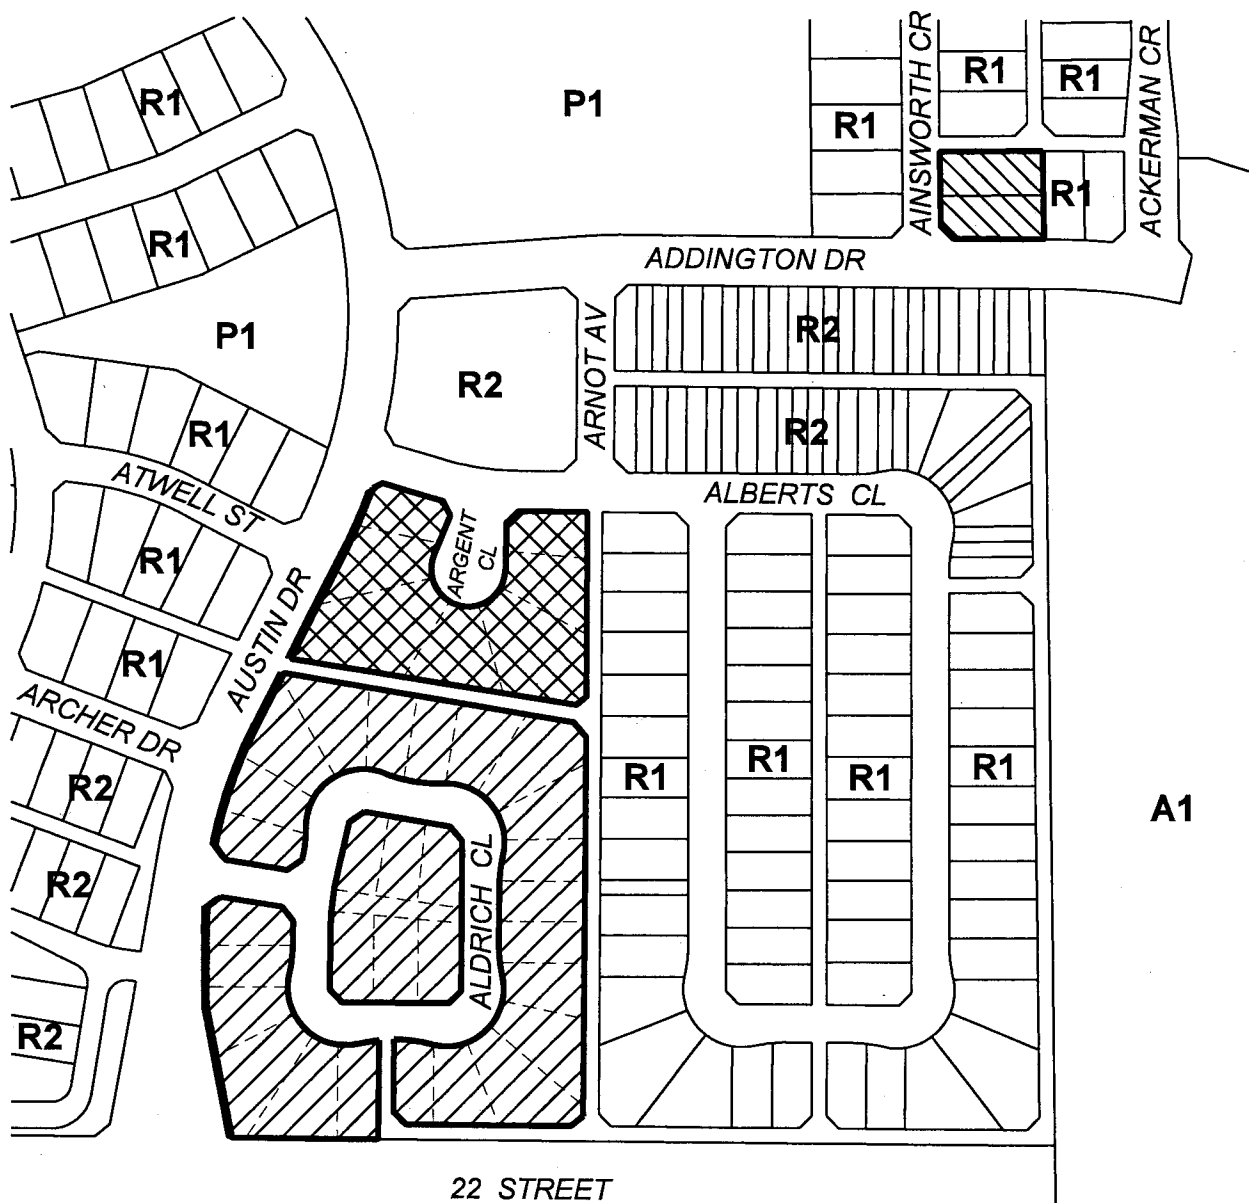 R1
P1
R1
R1
R1
AINSWORTH CR
ACKERMAN CR
R1
R1
ADDINGTON DR
P1
R2
ARNOT AV
R2
R1
R2
ATWELL ST
ALBERTS CL
ARGENT CL
R1
AUSTIN DR
R1
ARCHER DR
R2
R1
R1
R1
R1
A1
R2
ALDRICH CL
R2
22 STREET